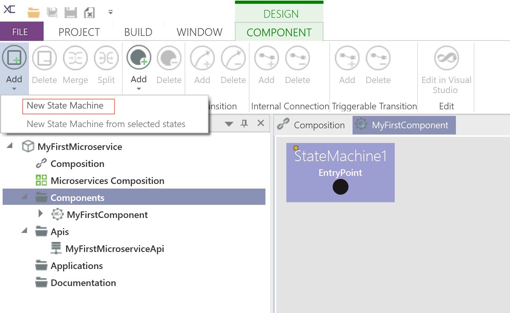 XC
DESIGN
FILE PROJECT BUILD WINDOW COMPONENT
Add Delete Merge Split Add Delete Add Delete Add Delete Add Delete Edit in Visual Studio
Internal Connection Triggerable Transition Edit
New State Machine
New State Machine from selected states
Composition MyFirstComponent
MyFirstMicroservice
Composition
Microservices Composition
Components
MyFirstComponent
Apis
MyFirstMicroserviceApi
Applications
Documentation
StateMachine1
EntryPoint